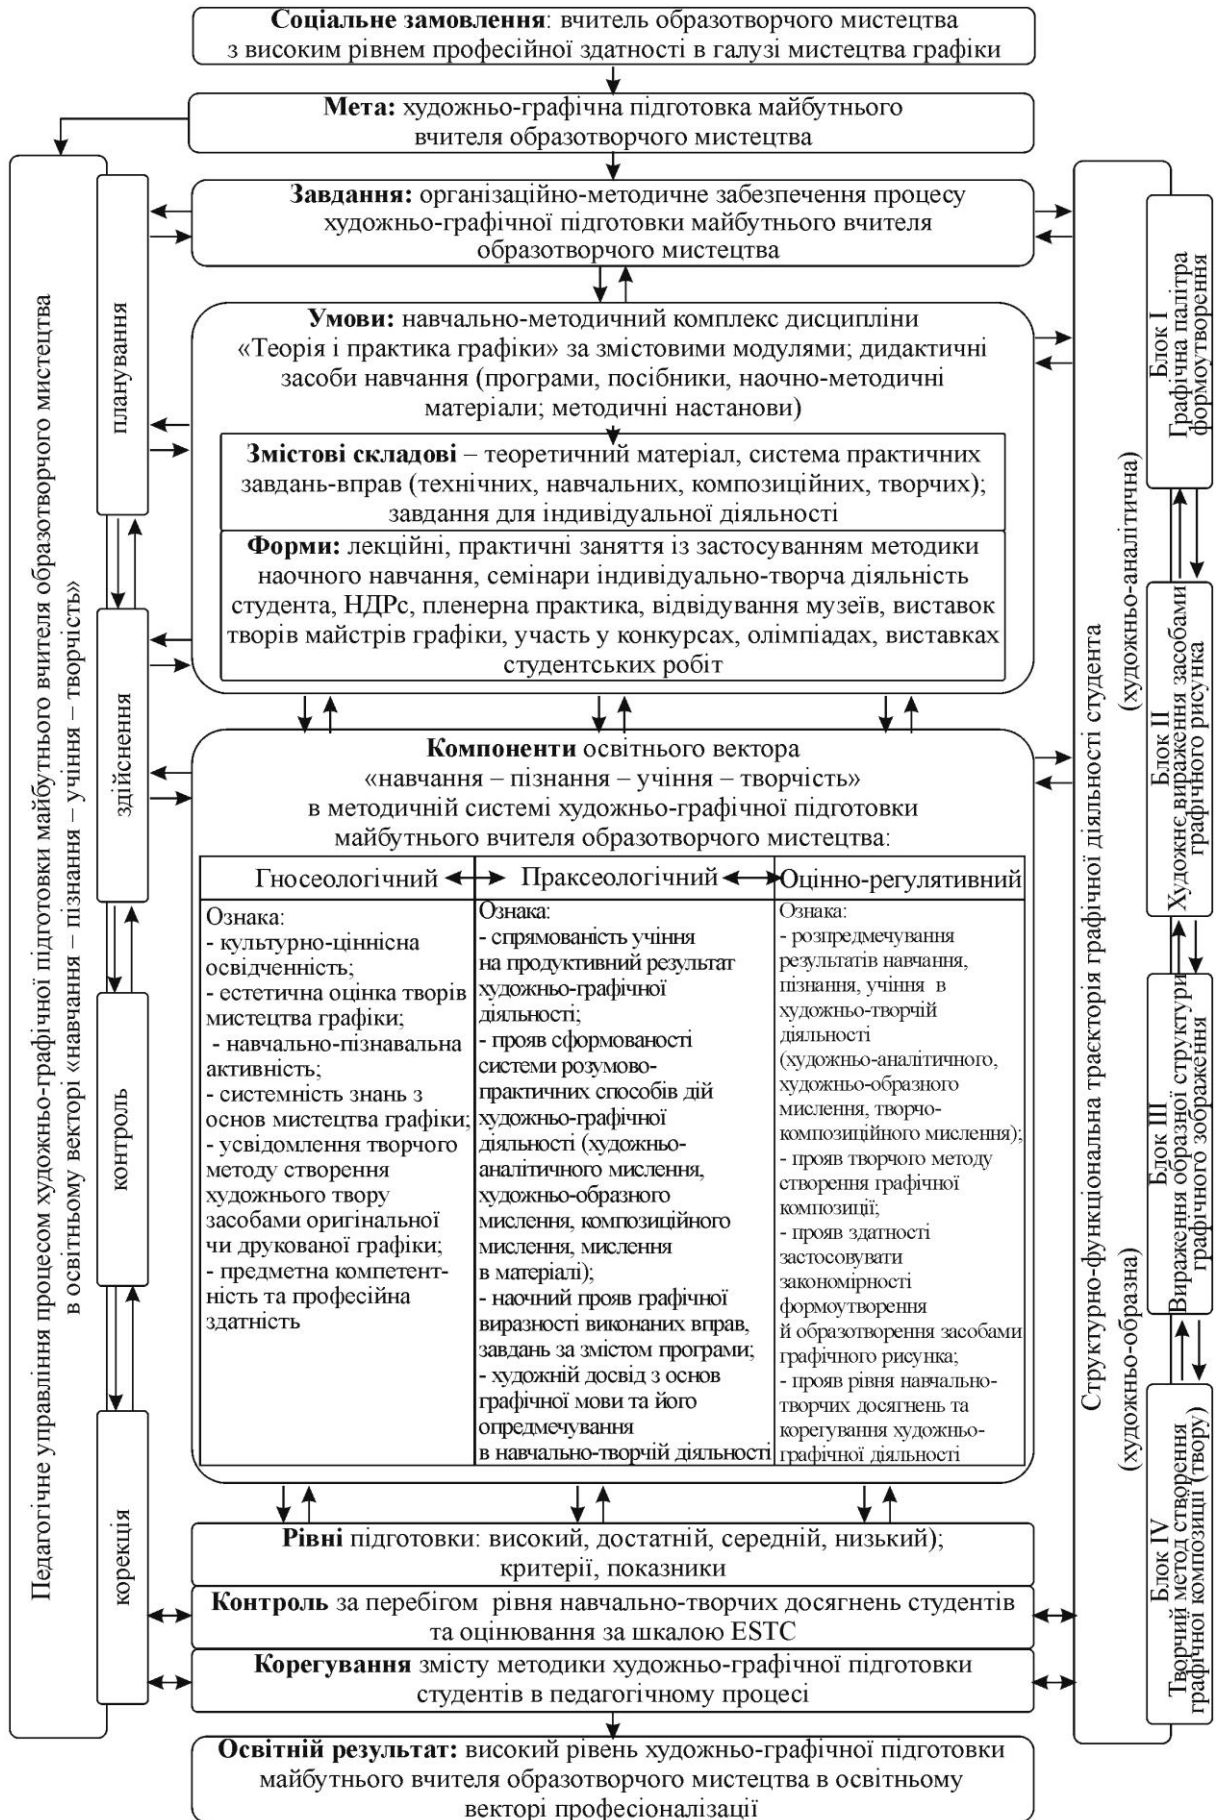 Соціальне замовлення: вчитель образотворчого мистецтва
з високим рівнем професійної здатності в галузі мистецтва графіки
Мета: художньо-графічна підготовка майбутнього
вчителя образотворчого мистецтва
Завдання: організаційно-методичне забезпечення процесу
художньо-графічної підготовки майбутнього вчителя
образотворчого мистецтва
Умови: навчально-методичний комплекс дисципліни
«Теорія і практика графіки» за змістовими модулями; дидактичні
засоби навчання (програми, посібники, наочно-методичні
матеріали; методичні настанови)
Змістові складові – теоретичний матеріал, система практичних
завдань-вправ (технічних, навчальних, композиційних, творчих);
завдання для індивідуальної діяльності
Форми: лекційні, практичні заняття із застосуванням методики
наочного навчання, семінари індивідуально-творча діяльність
студента, НДРс, пленерна практика, відвідування музеїв, виставок
творів майстрів графіки, участь у конкурсах, олімпіадах, виставках
студентських робіт
Компоненти освітнього вектора
«навчання – пізнання – учіння – творчість»
в методичній системі художньо-графічної підготовки
майбутнього вчителя образотворчого мистецтва:
Гносеологічний
Ознака:
- культурно-ціннісна
освідченність;
- естетична оцінка творів
мистецтва графіки;
- навчально-пізнавальна
активність;
- системність знань з
основ мистецтва графіки;
- усвідомлення творчого
методу створення
художнього твору
засобами оригінальної
чи друкованої графіки;
- предметна компетент-
ність та професійна
здатність
Праксеологічний
Ознака:
- спрямованість учіння
на продуктивний результат
художньо-графічної
діяльності;
- прояв сформованості
системи розумово-
практичних способів дій
художньо-графічної
діяльності (художньо-
аналітичного мислення,
художньо-образного
мислення, композиційного
мислення, мислення
в матеріалі);
- наочний прояв графічної
виразності виконаних вправ,
завдань за змістом програми;
- художній досвід з основ
графічної мови та його
опредмечування
в навчально-творчій діяльності
Оцінно-регулятивний
Ознака:
- розпредмечування
результатів навчання,
пізнання, учіння в
художньо-творчій
діяльності
(художньо-аналітичного,
художньо-образного
мислення, творчо-
композиційного мислення);
- прояв творчого методу
створення графічної
композиції;
- прояв здатності
застосовувати
закономірності
формоутворення
й образотворення засобами
графічного рисунка;
- прояв рівня навчально-
творчих досягнень та
корегування художньо-
графічної діяльності
Рівні підготовки: високий, достатній, середній, низький);
критерії, показники
Контроль за перебігом рівня навчально-творчих досягнень студентів
та оцінювання за шкалою ESTC
Корегування змісту методики художньо-графічної підготовки
студентів в педагогічному процесі
Освітній результат: високий рівень художньо-графічної підготовки
майбутнього вчителя образотворчого мистецтва в освітньому
векторі професіоналізації
Педагогічне управління процесом художньо-графічної підготовки майбутнього вчителя образотворчого мистецтва
в освітньому векторі «навчання – пізнання – учіння – творчість»
планування
здійснення
контроль
корекція
Структурно-функціональна траєкторія графічної діяльності студента
(художньо-аналітична)
(художньо-образна)
Блок I
Графічна палітра
формоутворення
Блок II
Художнє вираження засобами
графічного рисунка
Блок III
Вираження образної структури
графічного зображення
Блок IV
Творчий метод створення
графічної композиції (твору)